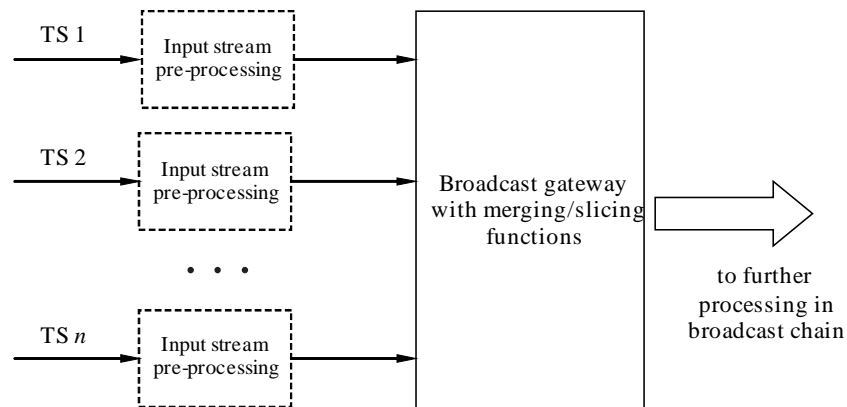 TS 1
Input stream
pre-processing
TS 2
Input stream
pre-processing
Broadcast gateway
with merging/slicing
functions
• • •
to further
processing in
broadcast chain
TS n
Input stream
pre-processing